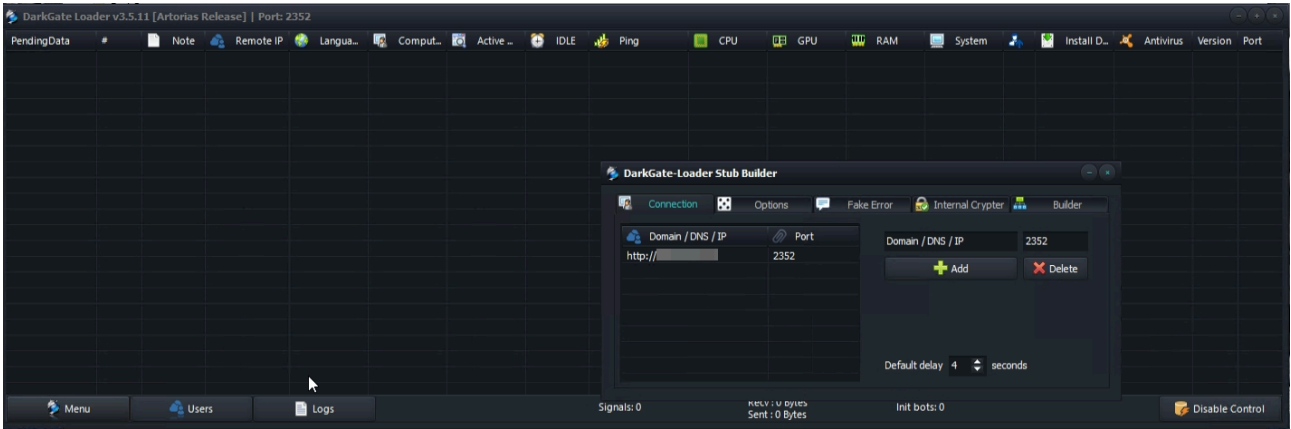 DarkGate Loader v3.5.11 [Artorias Release] | Port: 2352
PendingData # Note Remote IP Langua... Comput... Active ... IDLE Ping CPU GPU RAM System Install D... Antivirus Version Port
DarkGate-Loader Stub Builder
Connection Options Fake Error Internal Crypter Builder
Domain / DNS / IP Port
Domain / DNS / IP 2352
http:// 2352
Add Delete
Default delay 4 seconds
Menu Users Logs
Signals: 0
Recv : 0 Bytes
Sent : 0 Bytes
Init bots: 0
Disable Control